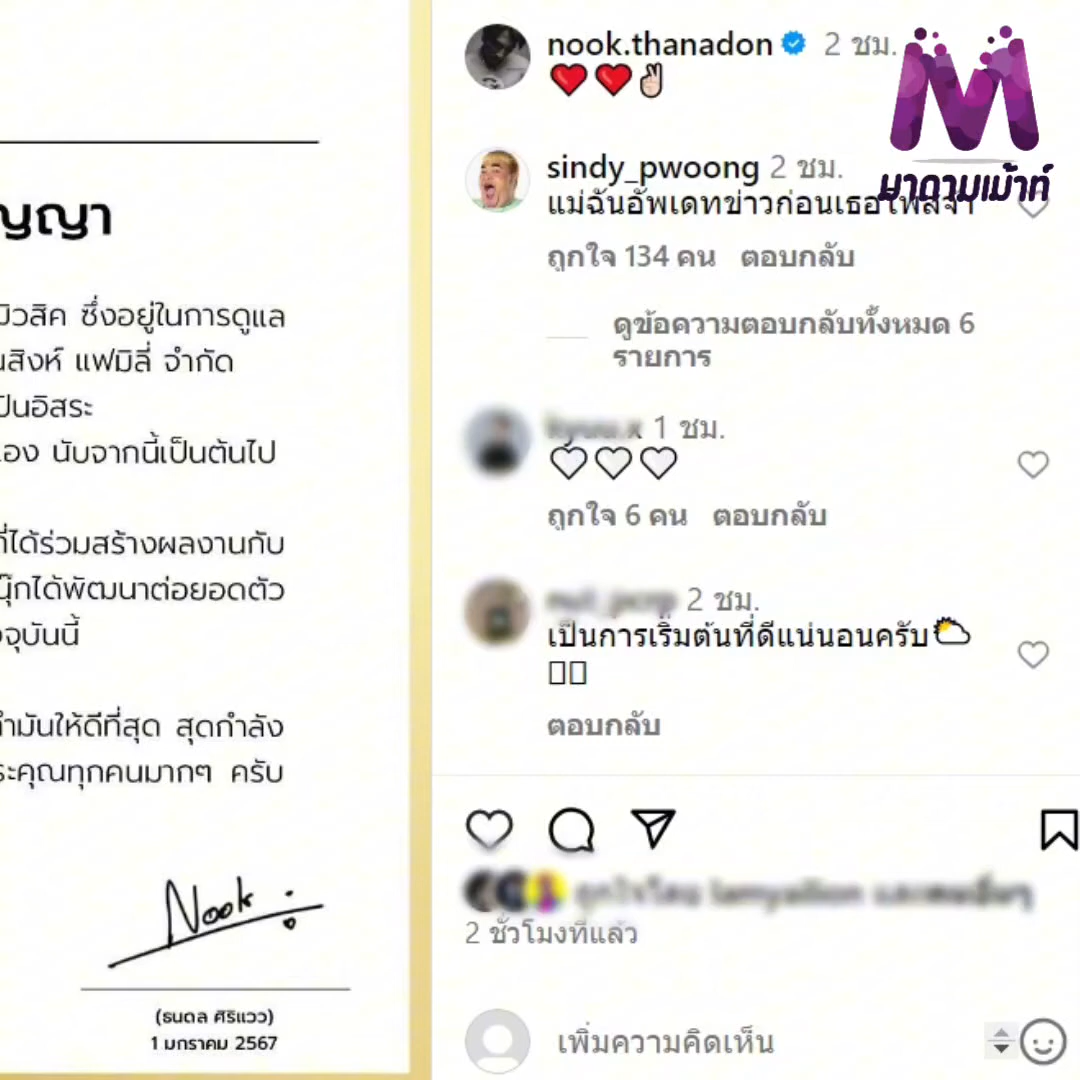 ญญา
มิวสิค ซึ่งอยู่ในการดูแล
สิงห์ แฟมิลี่ จำกัด
ป็นอิสระ
เอง นับจากนี้เป็นต้นไป
ที่ได้ร่วมสร้างผลงานกับ
นุ๊กได้พัฒนาต่อยอดตัว
จุบันนี้
ทำมันให้ดีที่สุด สุดกำลัง
ระคุณทุกคนมากๆ ครับ
Nook
(ธนดล ศิริแวว)
1 มกราคม 2567
nook.thanadon 2 ชม.
❤️❤️✌🏻
M
มาดามเม้าท์
sindy_pwoong 2 ชม.
แม่ฉันอัพเดทข่าวก่อนเธอโพสจ้า
ถูกใจ 134 คน ตอบกลับ
ดูข้อความตอบกลับทั้งหมด 6
รายการ
1 ชม.
🤍🤍🤍
ถูกใจ 6 คน ตอบกลับ
2 ชม.
เป็นการเริ่มต้นที่ดีแน่นอนครับ🌥
ตอบกลับ
2 ชั่วโมงที่แล้ว
เพิ่มความคิดเห็น